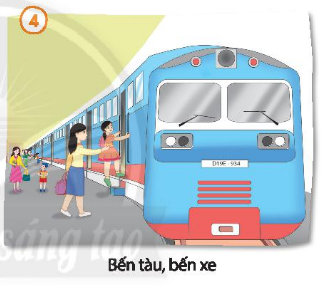 4
D19E - 934
sáng tạo
Bến tàu, bến xe